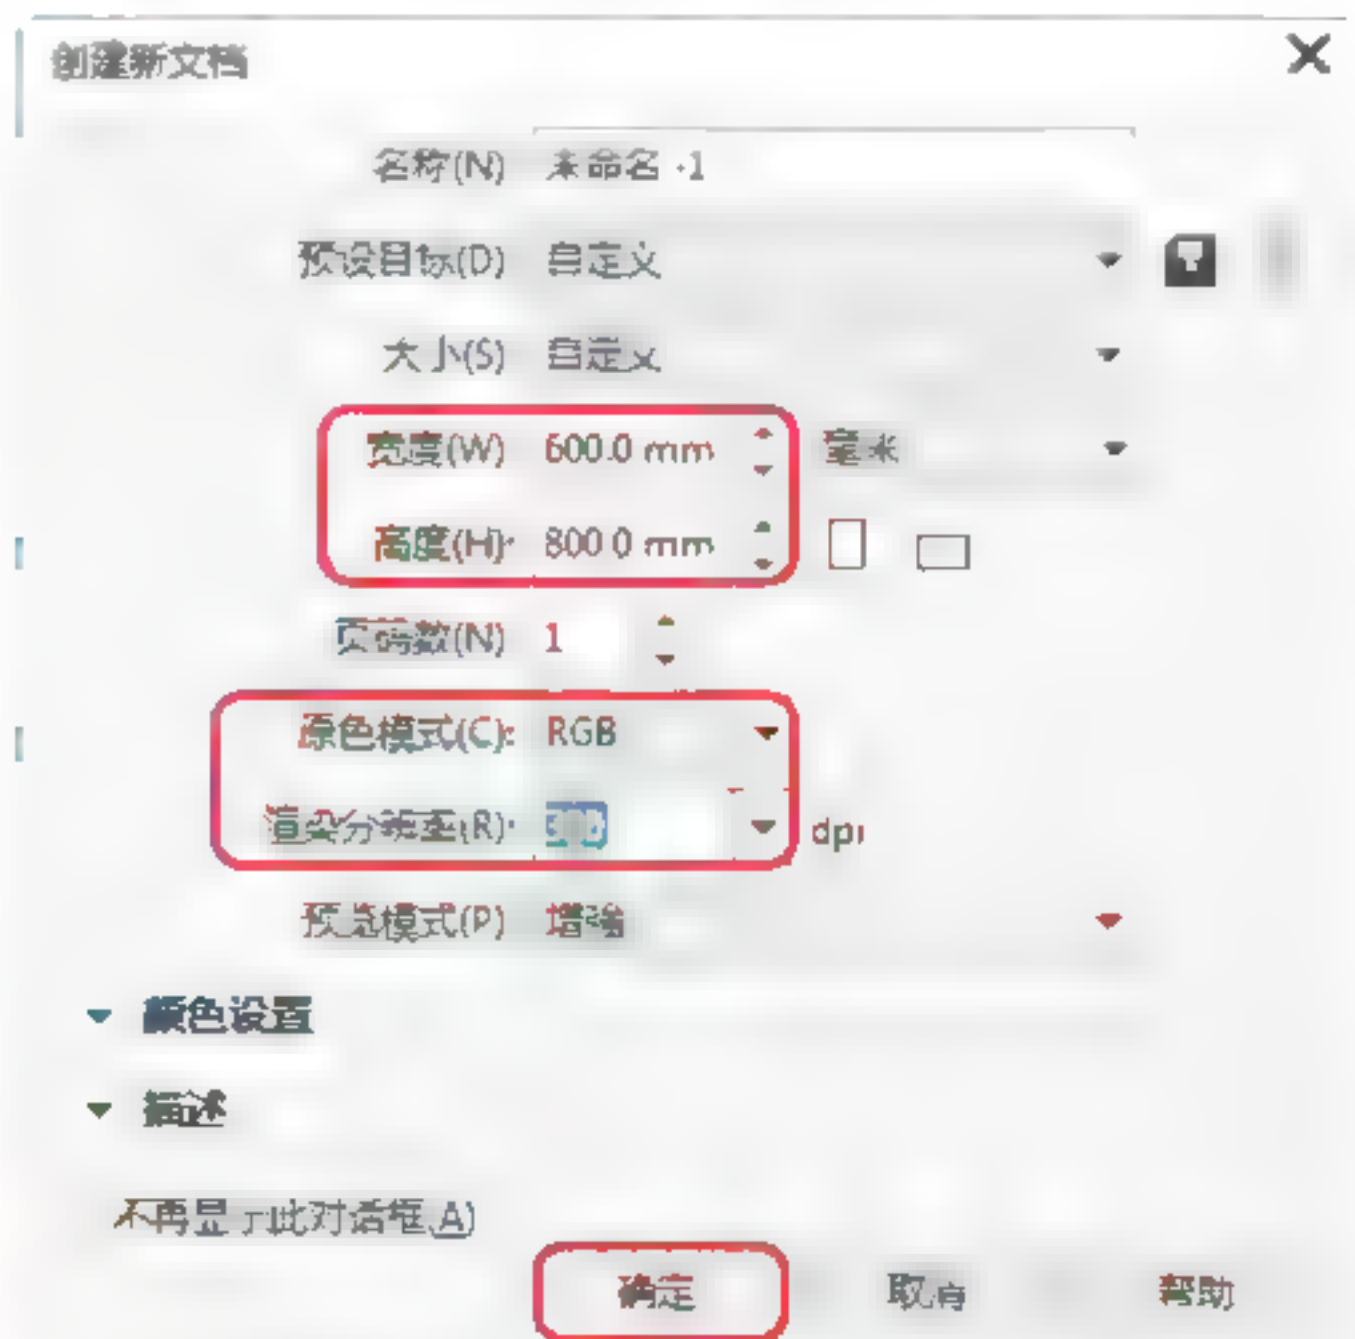 创建新文档
名称(N) 未命名 -1
预设目标(D) 自定义
大小(S) 自定义
宽度(W) 600.0 mm 毫米
高度(H): 800.0 mm
页码数(N) 1
原色模式(C): RGB
渲染分辨率(R): dpi
预览模式(P) 增强
颜色设置
描述
不再显示此对话框(A)
确定 取消 帮助